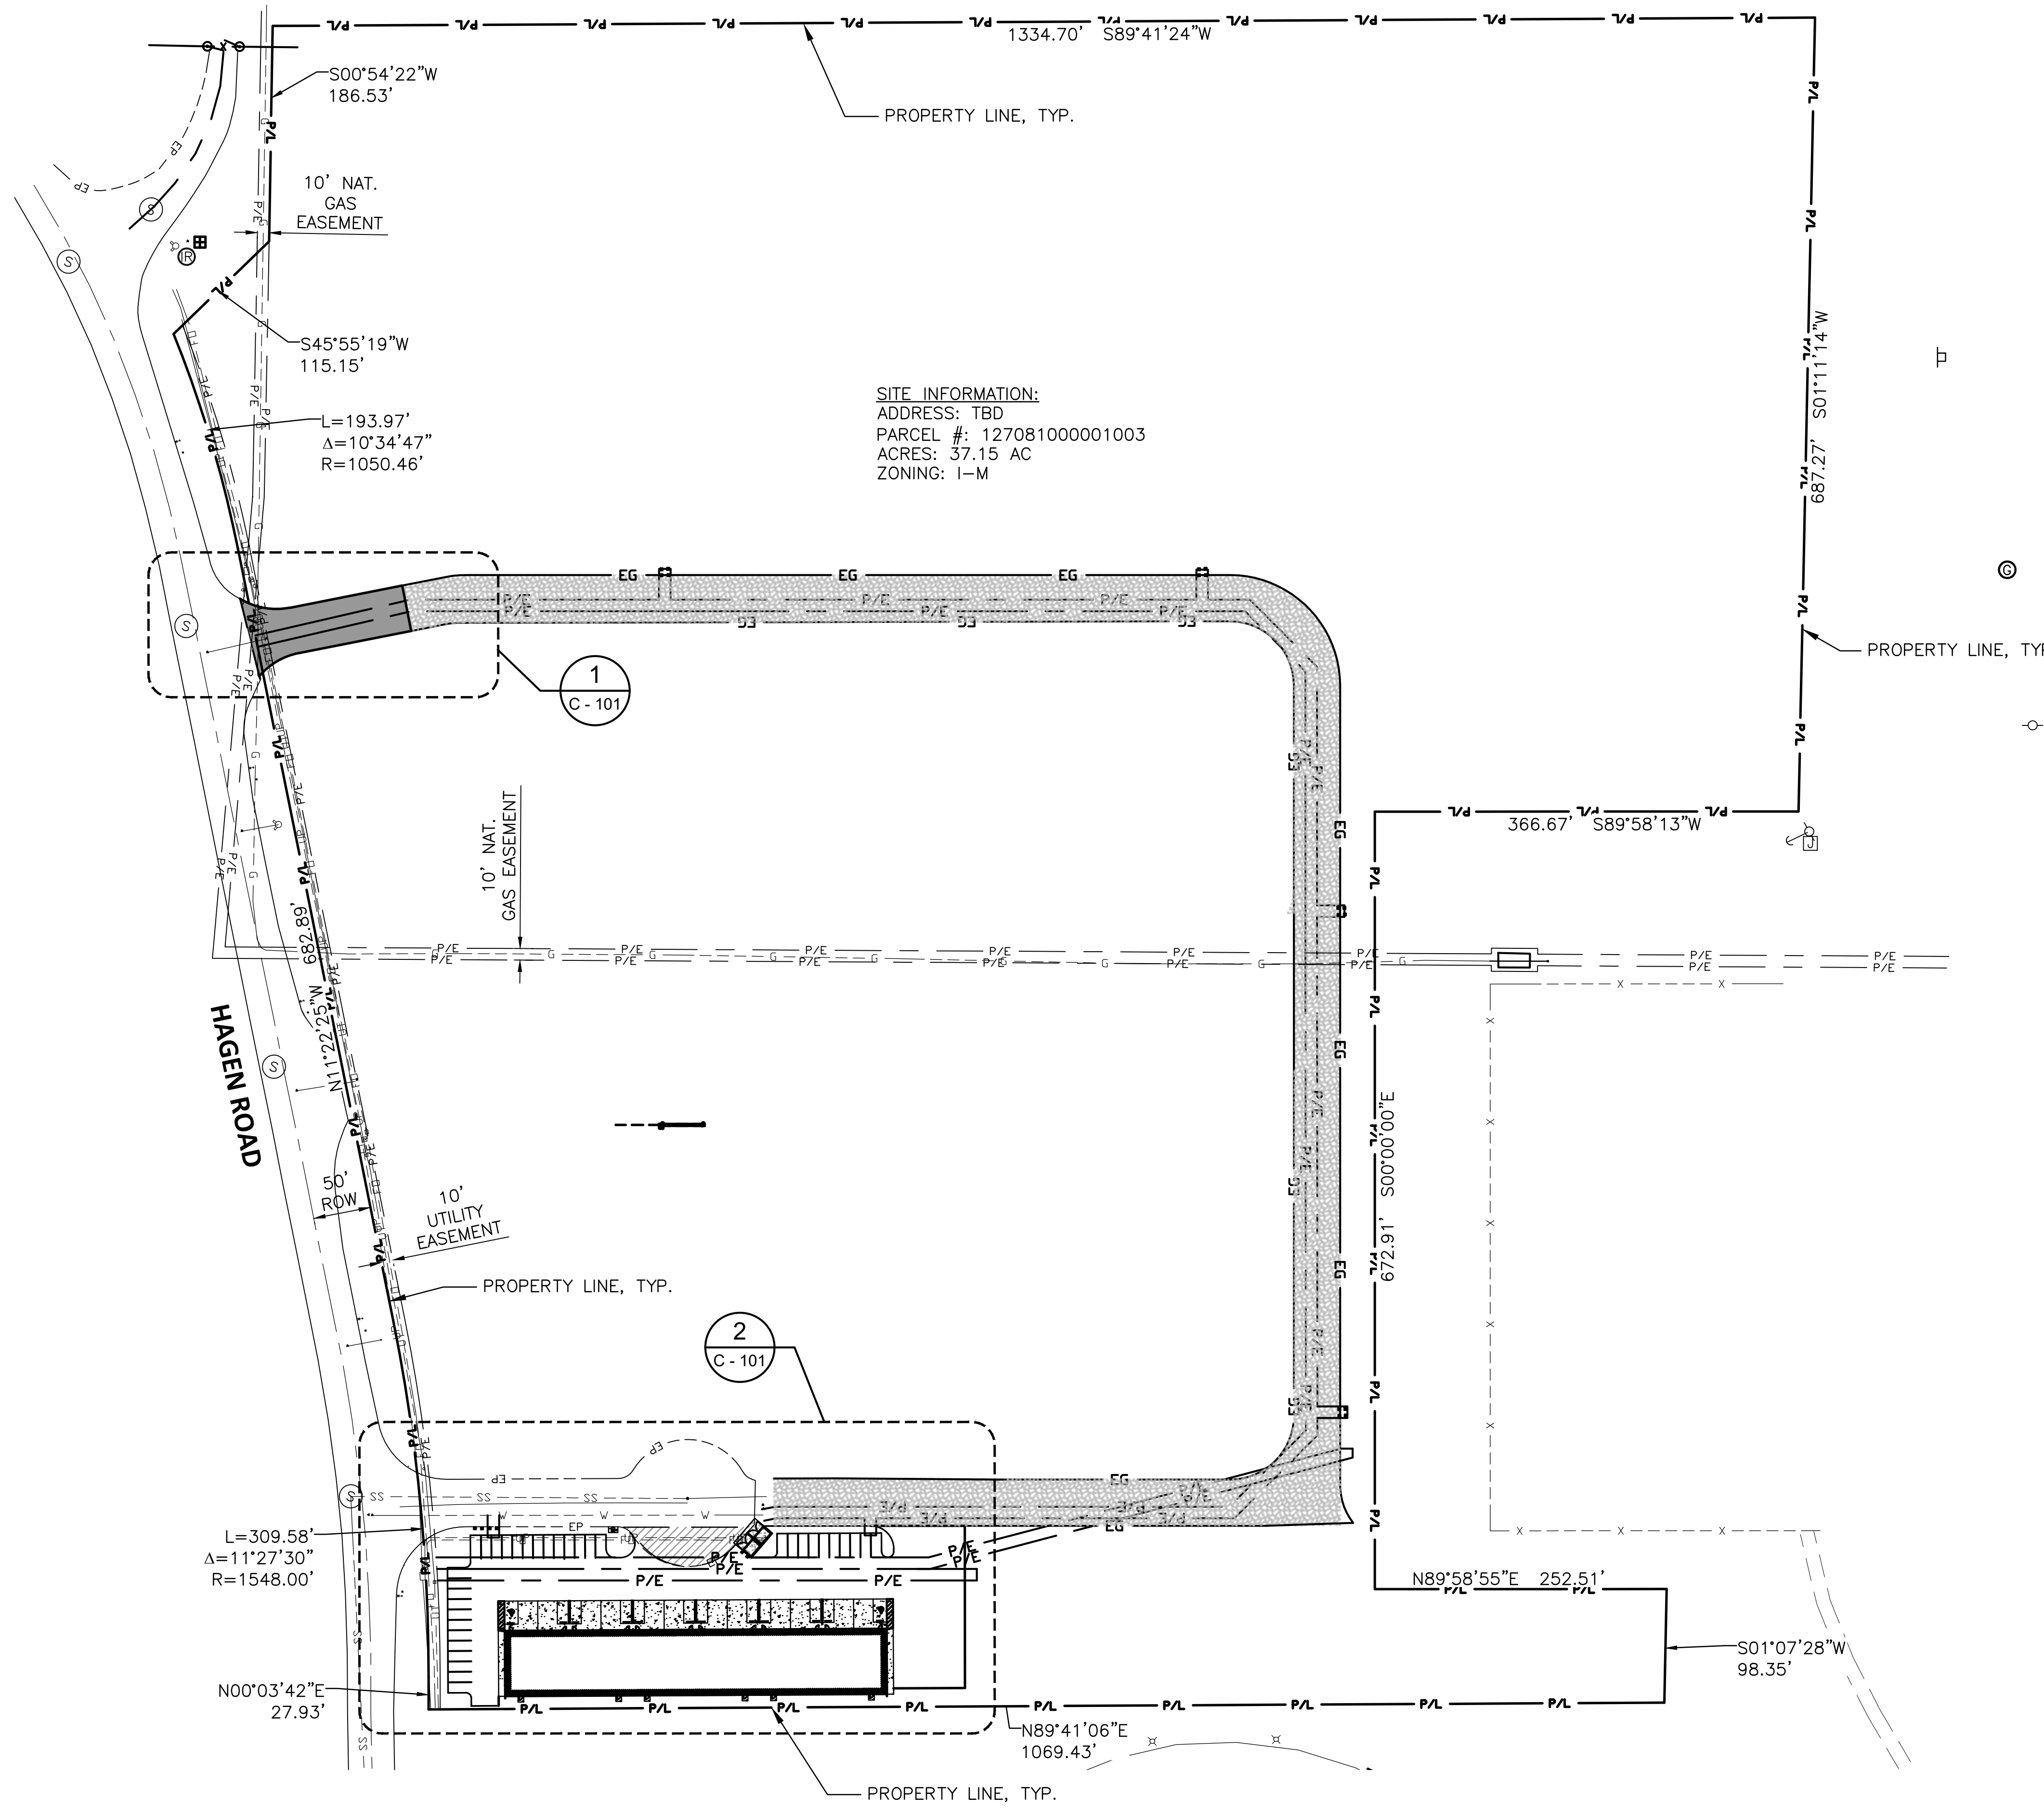 1334.70' S89°41'24"W
S00°54'22"W
186.53'
PROPERTY LINE, TYP.
10' NAT.
GAS
EASEMENT
S45°55'19"W
115.15'
L=193.97'
Δ=10°34'47"
R=1050.46'
SITE INFORMATION:
ADDRESS: TBD
PARCEL #: 127081000001003
ACRES: 37.15 AC
ZONING: I-M
687.27' S01°11'14"W
PROPERTY LINE, TY
1
C - 101
366.67' S89°58'13"W
10' NAT.
GAS EASEMENT
N11°22'25"W 682.89'
HAGEN ROAD
50'
ROW
10'
UTILITY
EASEMENT
PROPERTY LINE, TYP.
672.91' S00°00'00"E
2
C - 101
L=309.58'
Δ=11°27'30"
R=1548.00'
N89°58'55"E 252.51'
S01°07'28"W
98.35'
N00°03'42"E
27.93'
N89°41'06"E
1069.43'
PROPERTY LINE, TYP.
P/L
P/E
EG
EP
SS
W
G
S
IR
J
X